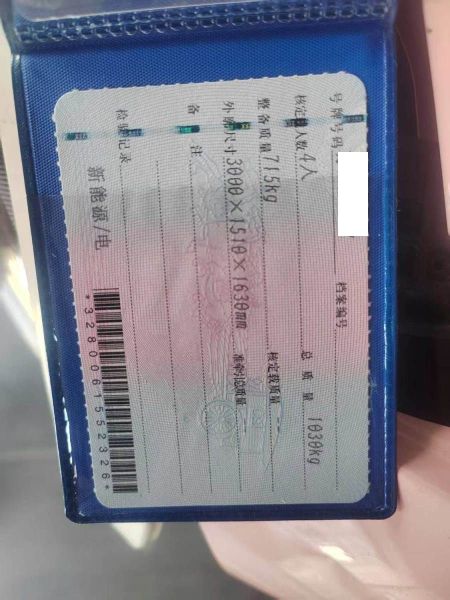 号牌号码 档案编号
核定载人数 4人 总质量 1030kg
整备质量 715kg 核定载质量
外廓尺寸 3000×1510×1630mm 准牵引总质量
备注
检验记录
新能源/电
*3280061552326*